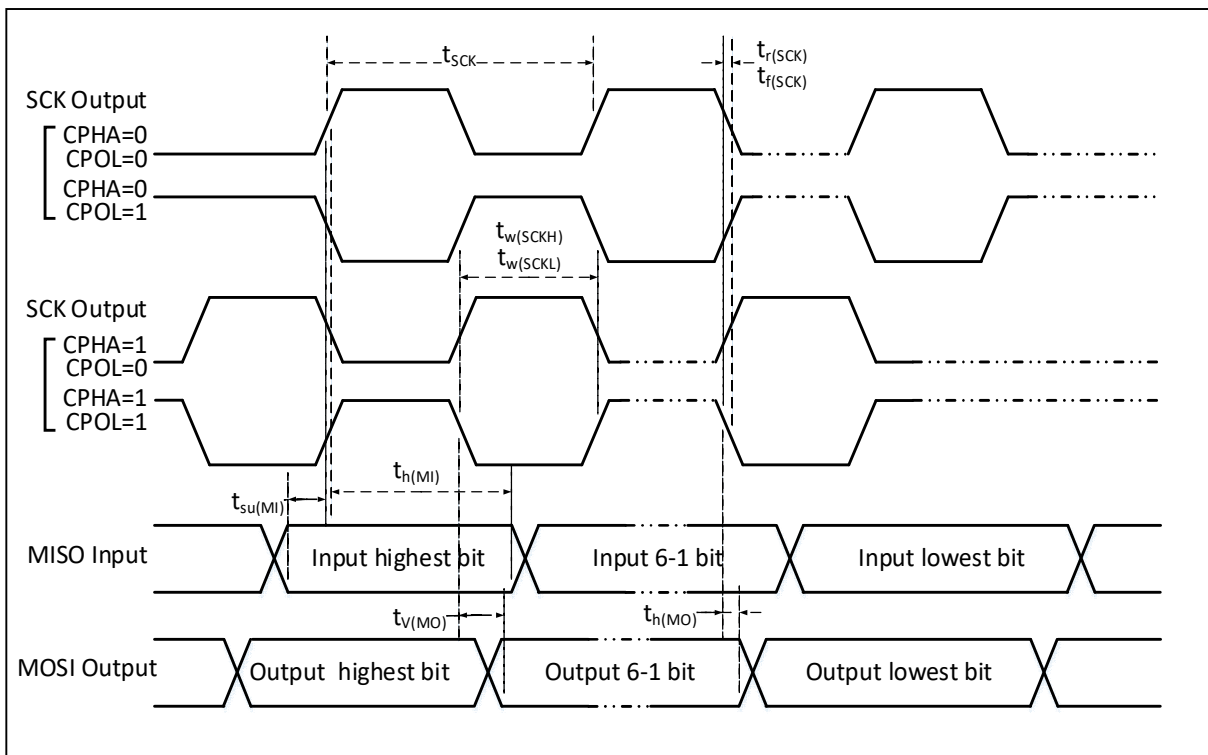 tSCK
tr(SCK)
tf(SCK)
SCK Output
CPHA=0
CPOL=0
CPHA=0
CPOL=1
tw(SCKH)
tw(SCKL)
SCK Output
CPHA=1
CPOL=0
CPHA=1
CPOL=1
th(MI)
tsu(MI)
MISO Input
Input highest bit
Input 6-1 bit
Input lowest bit
tV(MO)
th(MO)
MOSI Output
Output highest bit
Output 6-1 bit
Output lowest bit